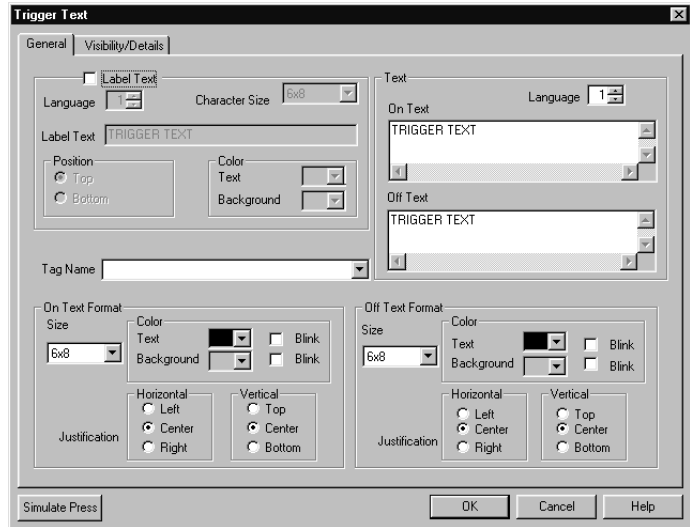 Trigger Text
General Visibility/Details
Label Text
Language 1 Character Size 6x8
Label Text TRIGGER TEXT
Position
Top
Bottom
Color
Text
Background
Text
Language 1
On Text
TRIGGER TEXT
Off Text
TRIGGER TEXT
Tag Name
On Text Format
Size
6x8
Color
Text Blink
Background Blink
Justification
Horizontal
Left
Center
Right
Vertical
Top
Center
Bottom
Off Text Format
Size
6x8
Color
Text Blink
Background Blink
Justification
Horizontal
Left
Center
Right
Vertical
Top
Center
Bottom
Simulate Press OK Cancel Help